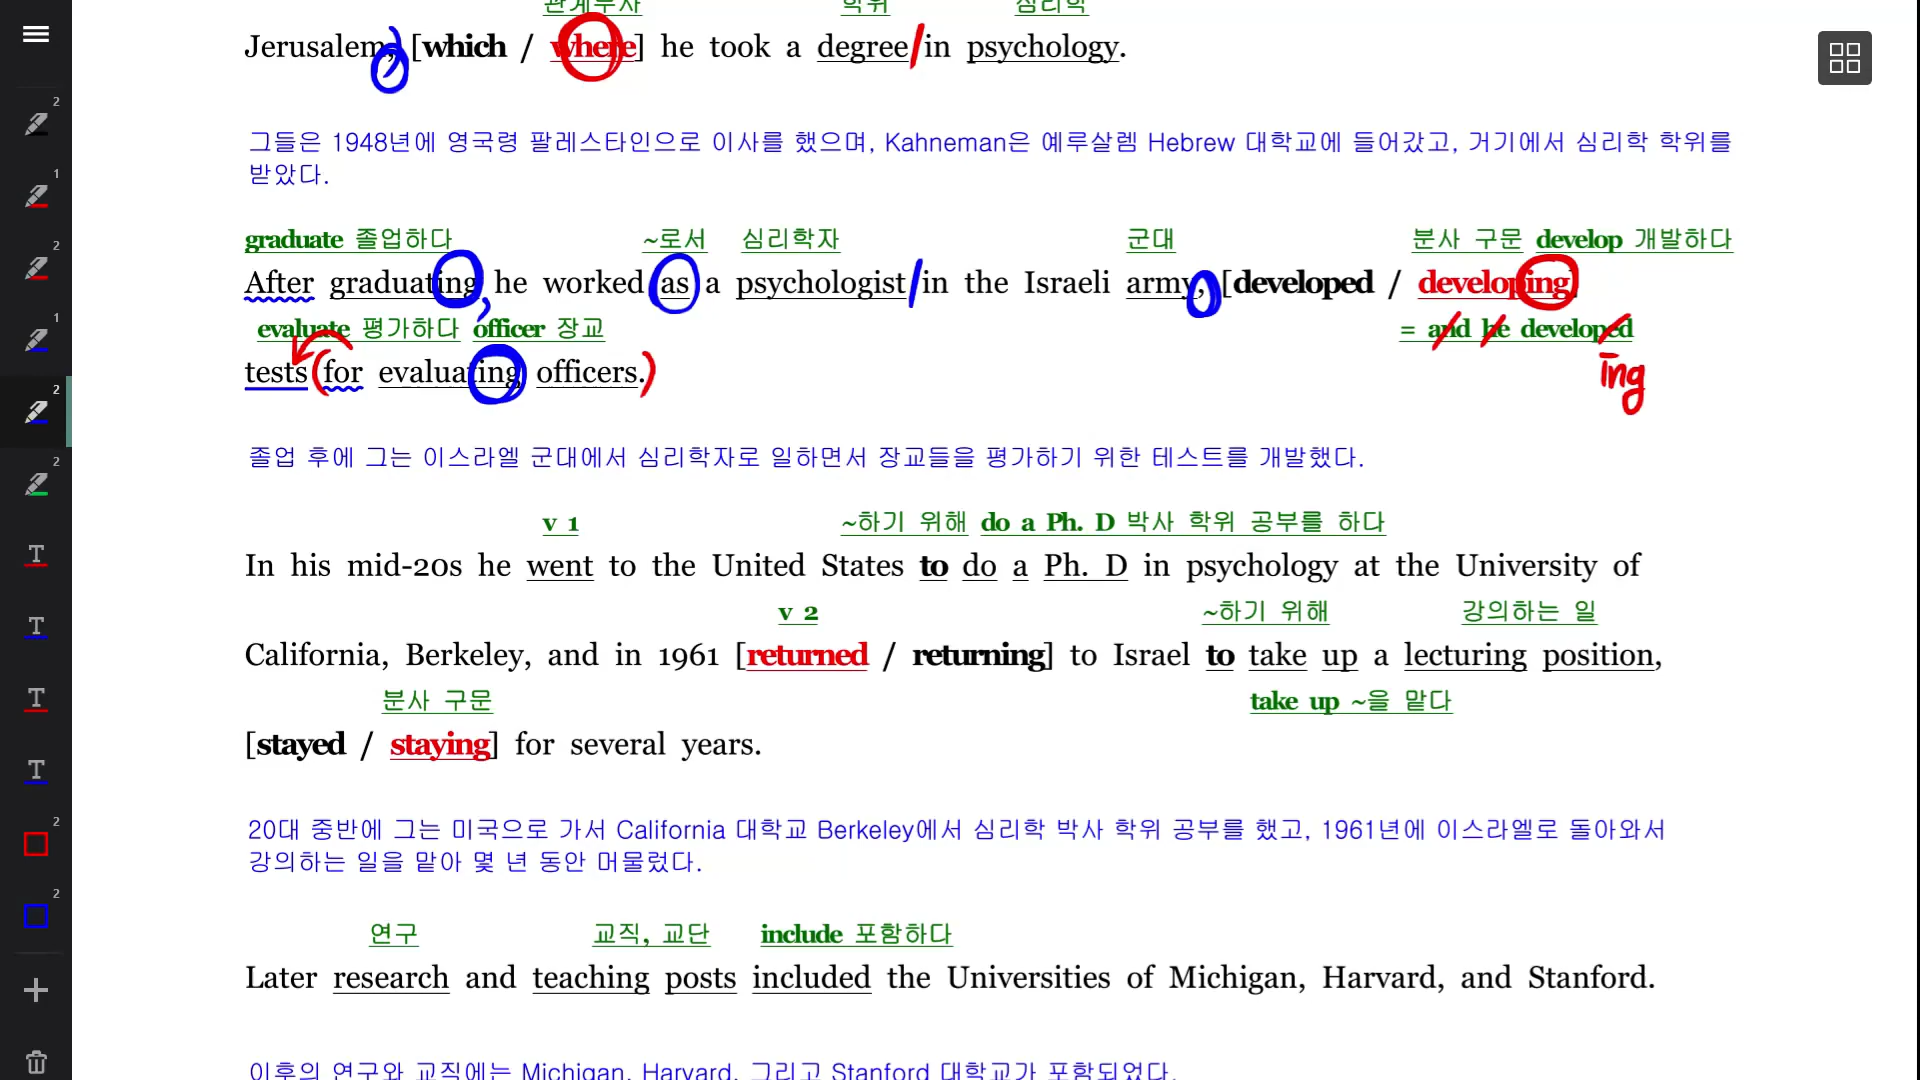 관계부사 학위 심리학
Jerusalem, [which / where] he took a degree in psychology.
그들은 1948년에 영국령 팔레스타인으로 이사를 했으며, Kahneman은 예루살렘 Hebrew 대학교에 들어갔고, 거기에서 심리학 학위를
받았다.
graduate 졸업하다 ~로서 심리학자 군대 분사 구문 develop 개발하다
After graduating, he worked as a psychologist in the Israeli army, [developed / developing]
evaluate 평가하다 officer 장교 = and he developed
tests for evaluating officers. ing
졸업 후에 그는 이스라엘 군대에서 심리학자로 일하면서 장교들을 평가하기 위한 테스트를 개발했다.
v 1 ~하기 위해 do a Ph. D 박사 학위 공부를 하다
In his mid-20s he went to the United States to do a Ph. D in psychology at the University of
v 2 ~하기 위해 강의하는 일
California, Berkeley, and in 1961 [returned / returning] to Israel to take up a lecturing position,
분사 구문 take up ~을 맡다
[stayed / staying] for several years.
20대 중반에 그는 미국으로 가서 California 대학교 Berkeley에서 심리학 박사 학위 공부를 했고, 1961년에 이스라엘로 돌아와서
강의하는 일을 맡아 몇 년 동안 머물렀다.
연구 교직, 교단 include 포함하다
Later research and teaching posts included the Universities of Michigan, Harvard, and Stanford.
이후의 연구와 교직에는 Michigan, Harvard, 그리고 Stanford 대학교가 포함되었다.